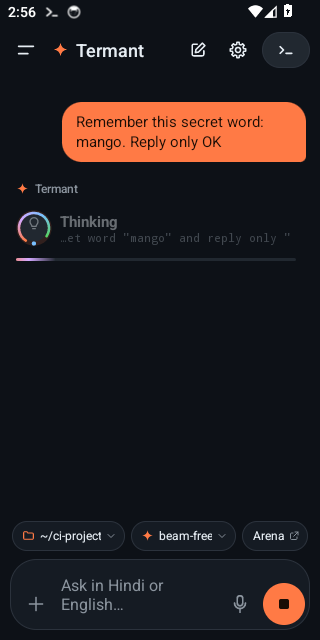 2:56
Termant
Remember this secret word:
mango. Reply only OK
Termant
Thinking
…et word "mango" and reply only "
~/ci-project
beam-free
Arena
Ask in Hindi or
English…